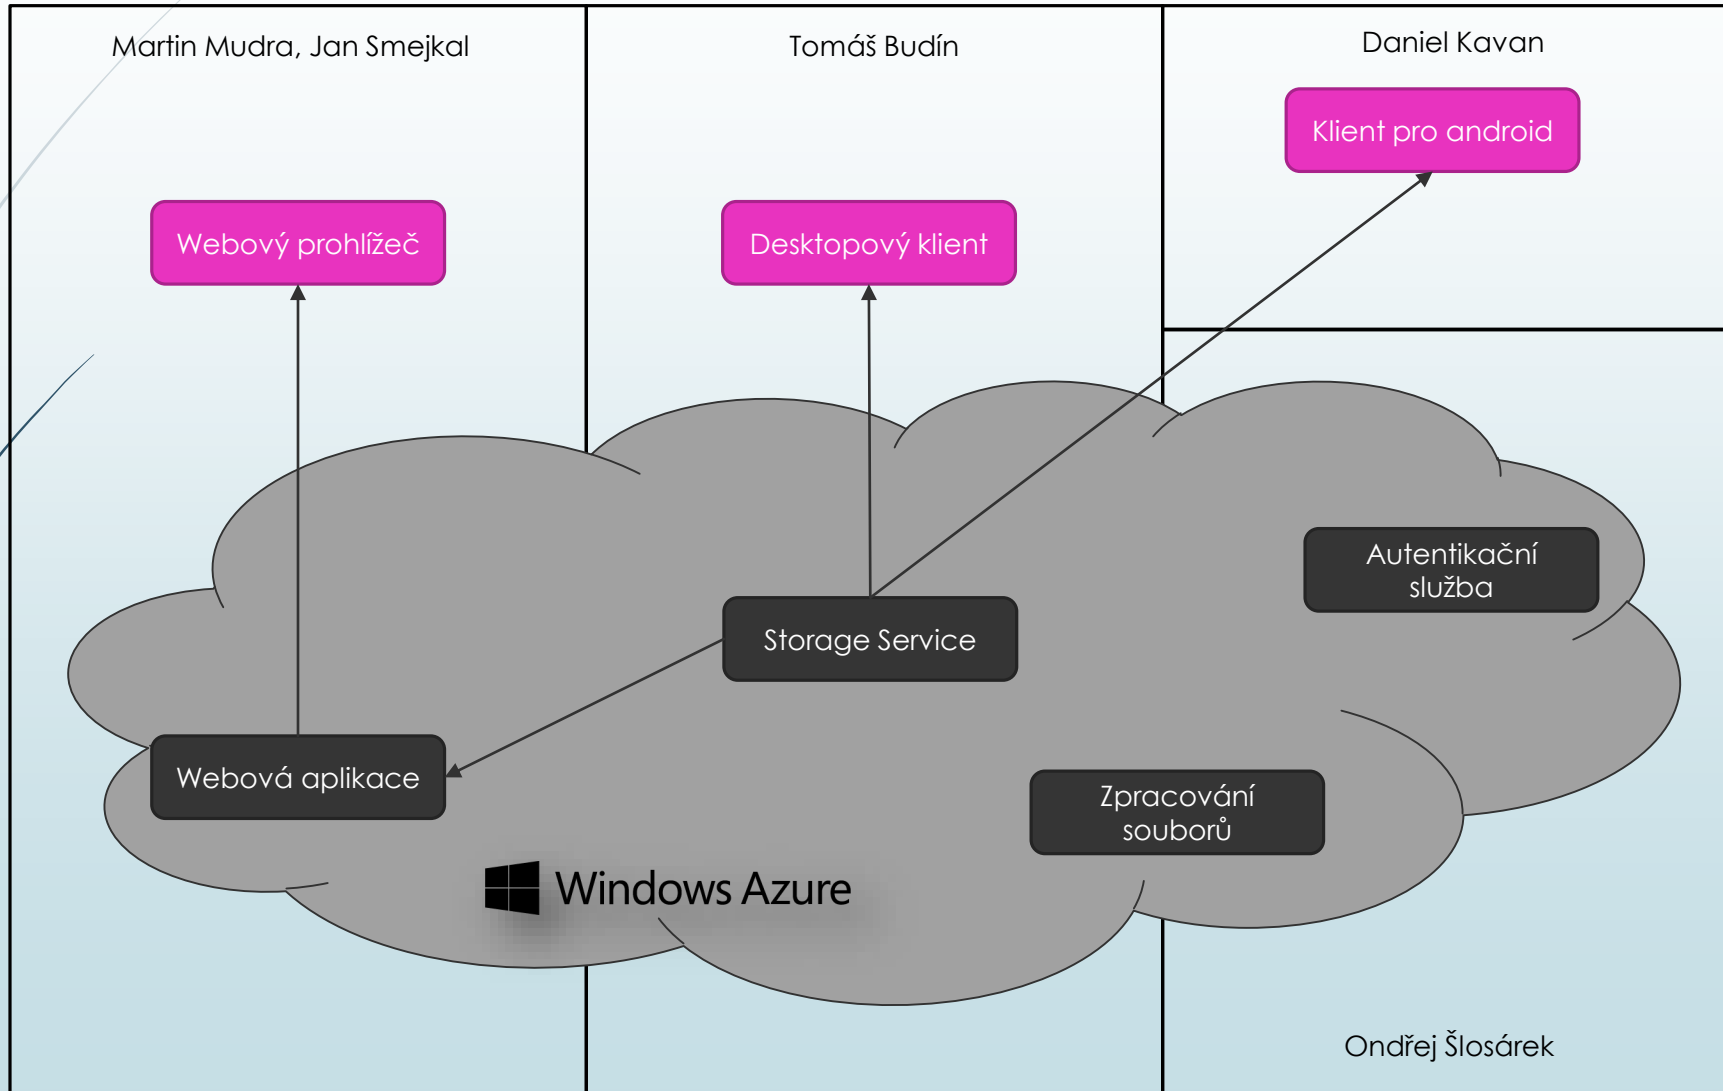 Martin Mudra, Jan Smejkal
Tomáš Budín
Daniel Kavan
Klient pro android
Webový prohlížeč
Desktopový klient
Autentikační
služba
Storage Service
Webová aplikace
Zpracování
souborů
Windows Azure
Ondřej Šlosárek